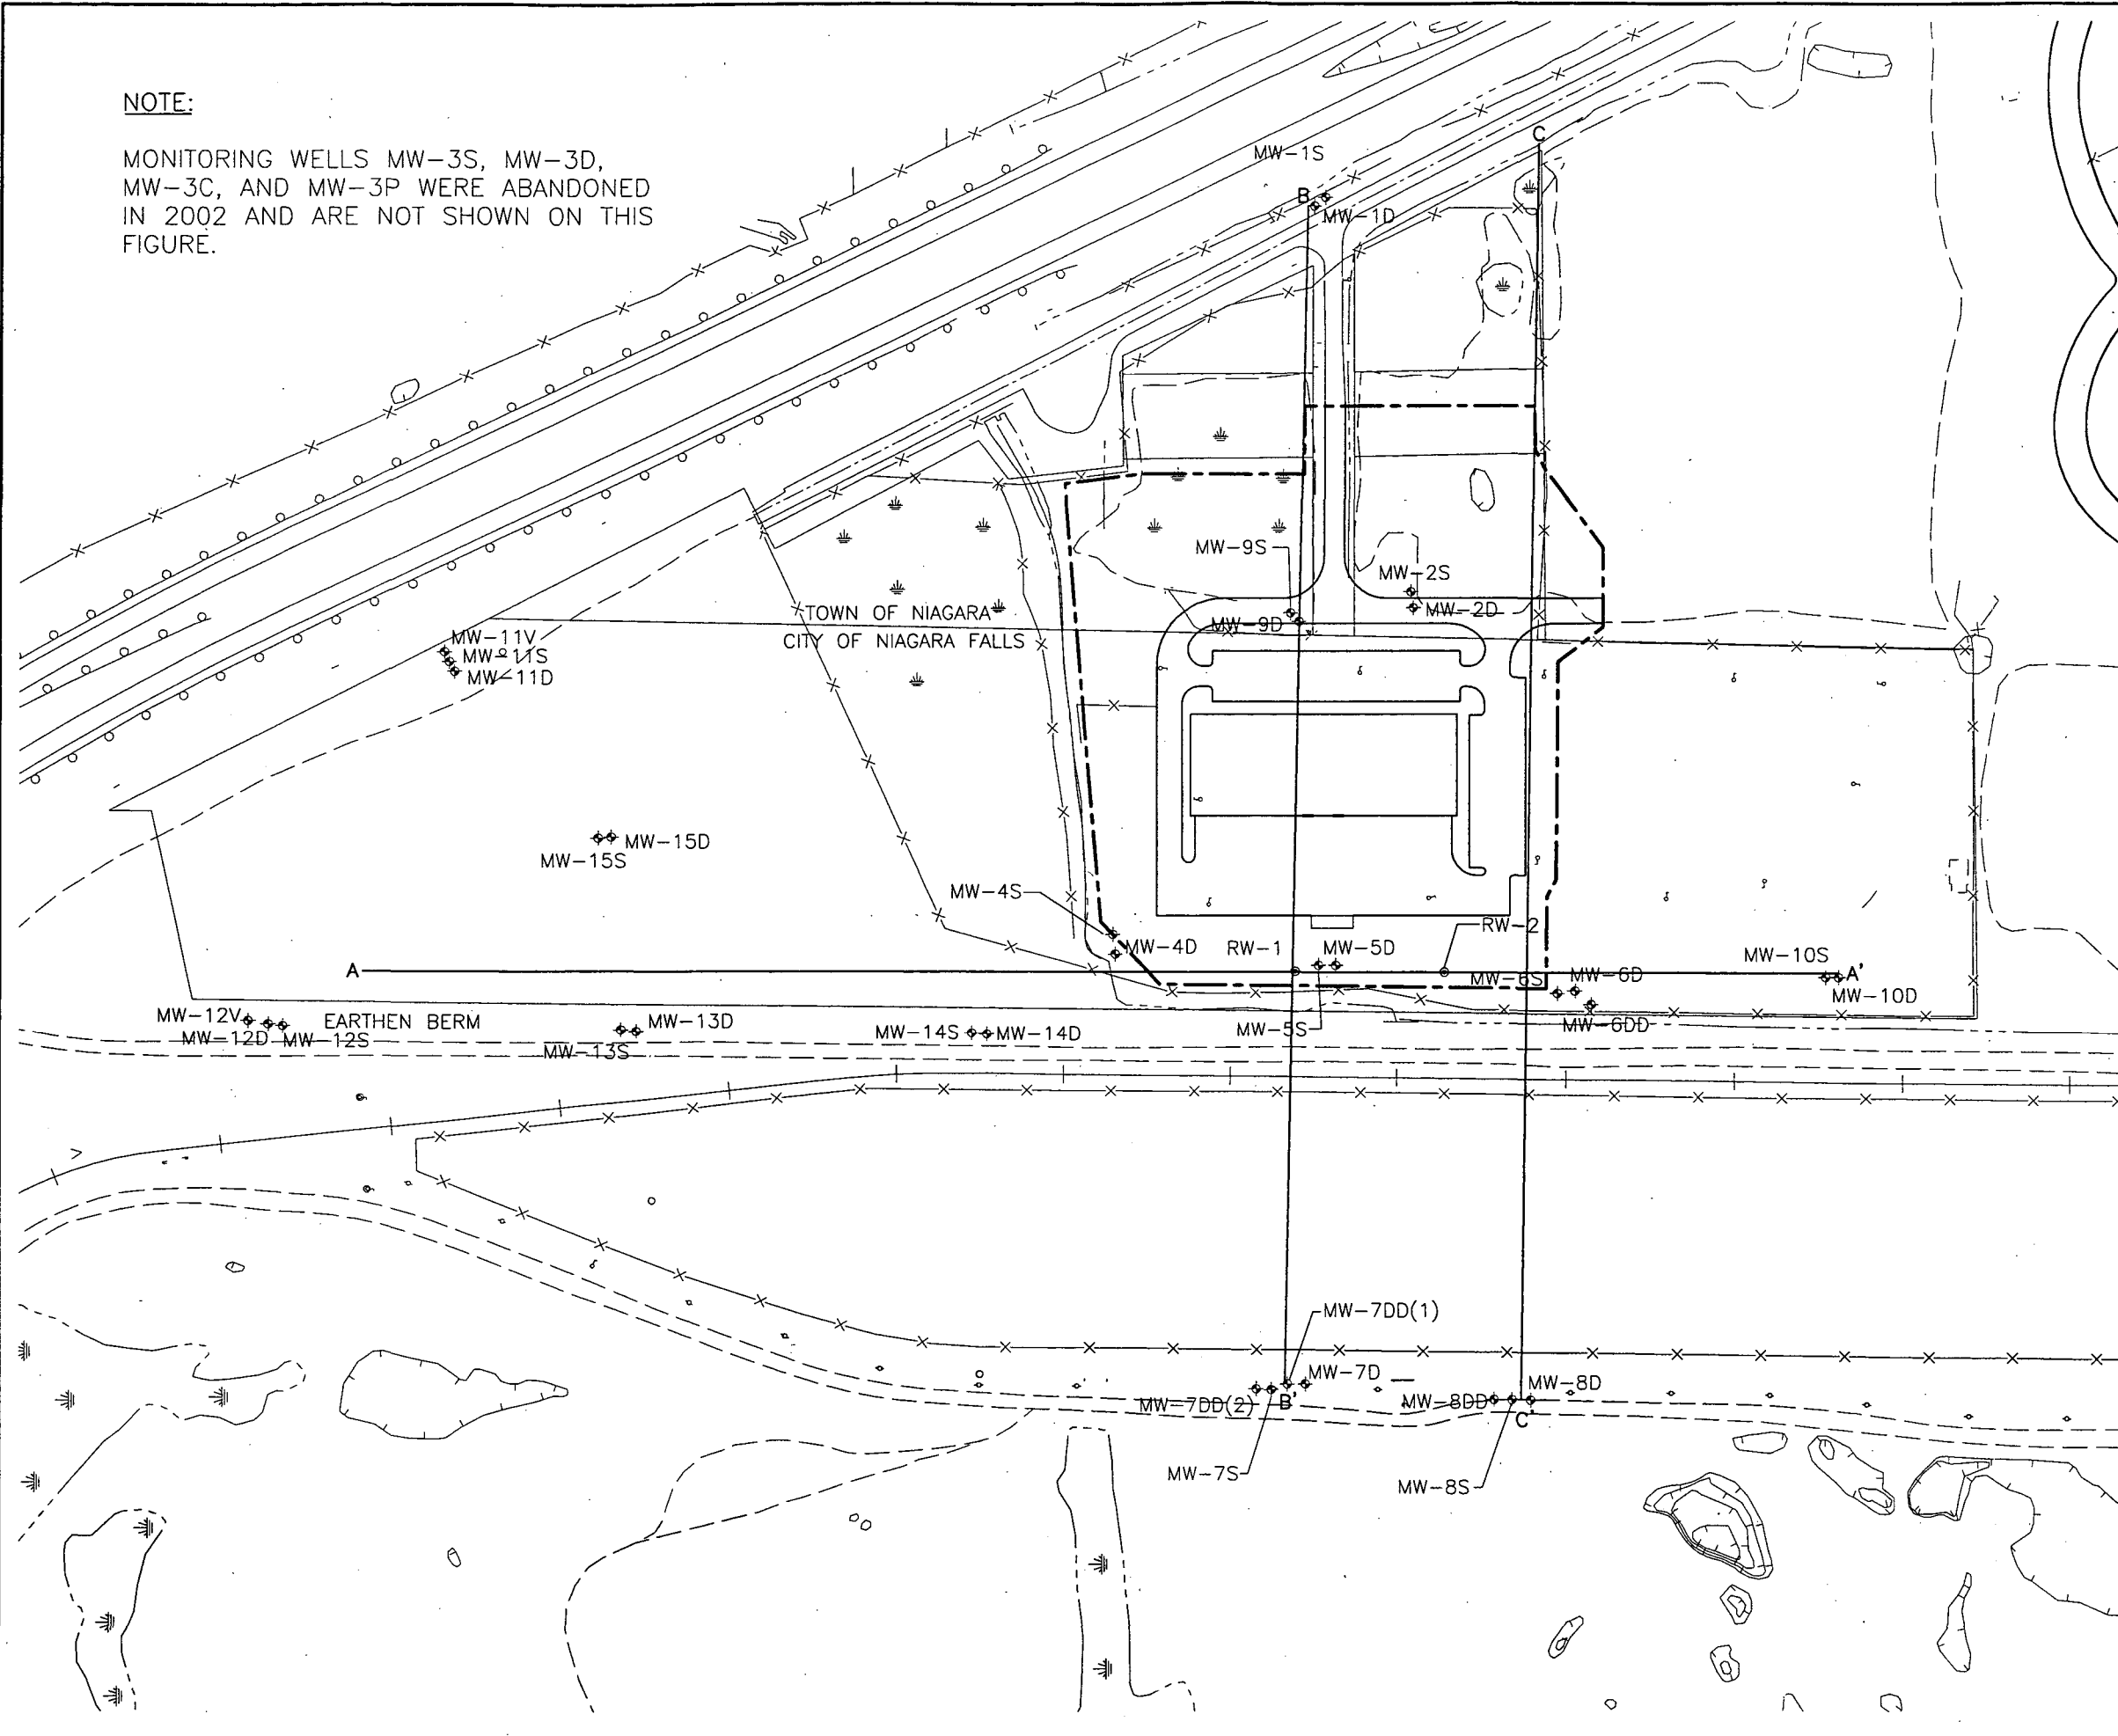 NOTE:
MONITORING WELLS MW-3S, MW-3D,
MW-3C, AND MW-3P WERE ABANDONED
IN 2002 AND ARE NOT SHOWN ON THIS
FIGURE.
C
MW-1S
B
MW-1D
MW-9S
MW-2S
MW-2D
MW-9D
TOWN OF NIAGARA
CITY OF NIAGARA FALLS
MW-11V
MW-11S
MW-11D
MW-15D
MW-15S
MW-4S
MW-4D
RW-1
MW-5D
RW-2
MW-10S
A
MW-6S
MW-6D
A'
MW-10D
MW-12V
EARTHEN BERM
MW-13D
MW-12D
MW-12S
MW-13S
MW-14S
MW-14D
MW-5S
MW-6DD
MW-7DD(1)
MW-7D
MW-8D
MW-7DD(2)
B'
MW-8DD
C'
MW-7S
MW-8S